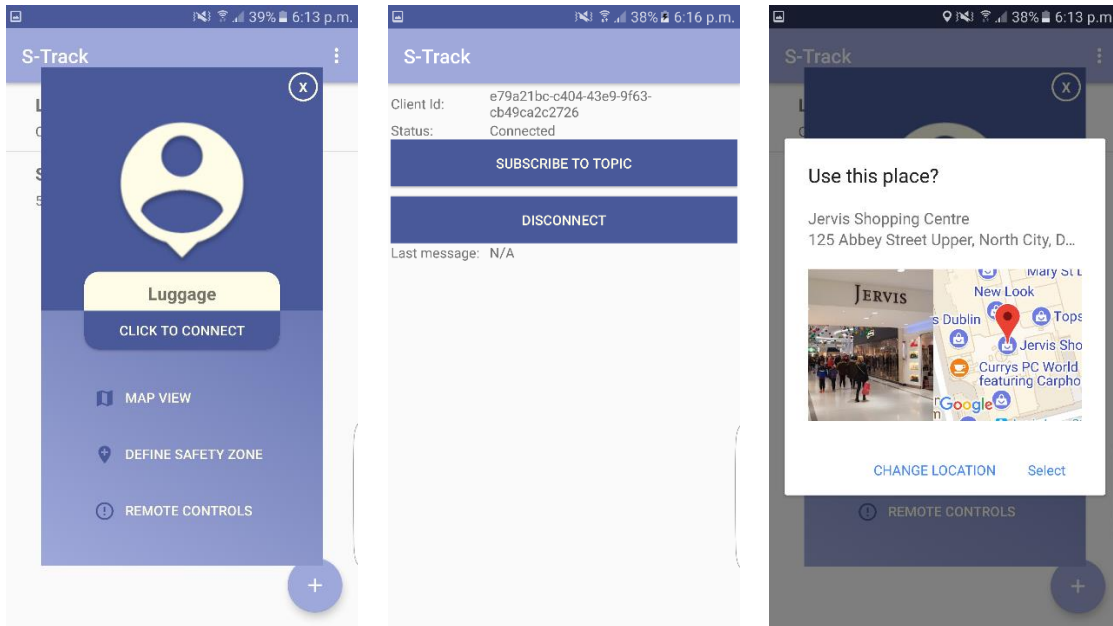 39% 6:13 p.m.
S-Track
L
X
C
S
5
Luggage
CLICK TO CONNECT
MAP VIEW
DEFINE SAFETY ZONE
REMOTE CONTROLS
+
38% 6:16 p.m.
S-Track
Client Id: e79a21bc-c404-43e9-9f63-
cb49ca2c2726
Status: Connected
SUBSCRIBE TO TOPIC
DISCONNECT
Last message: N/A
38% 6:13 p.m
S-Track
X
L
Use this place?
Jervis Shopping Centre
125 Abbey Street Upper, North City, D...
JERVIS
Mary St L
New Look
s Dublin
Tops
Jervis Sho
Currys PC World
featuring Carpho
Google
CHANGE LOCATION Select
REMOTE CONTROLS
+